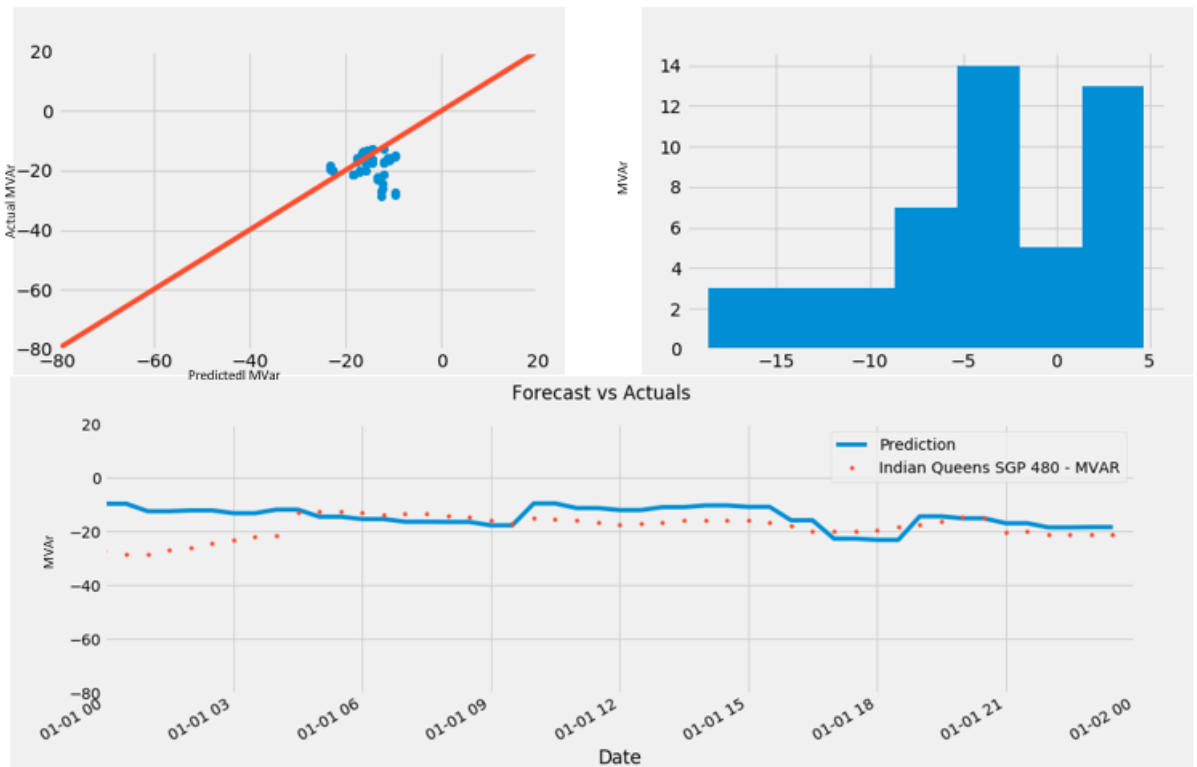 20
0
−20
−40
−60
−80
Actual MVAr
−80 −60 −40 −20 0 20
Predictedl MVar
14
12
10
8
6
4
2
0
MVAr
−15 −10 −5 0 5
Forecast vs Actuals
20
0
−20
−40
−60
−80
MVAr
Prediction
Indian Queens SGP 480 - MVAR
01-01 00 01-01 03 01-01 06 01-01 09 01-01 12 01-01 15 01-01 18 01-01 21 01-02 00
Date